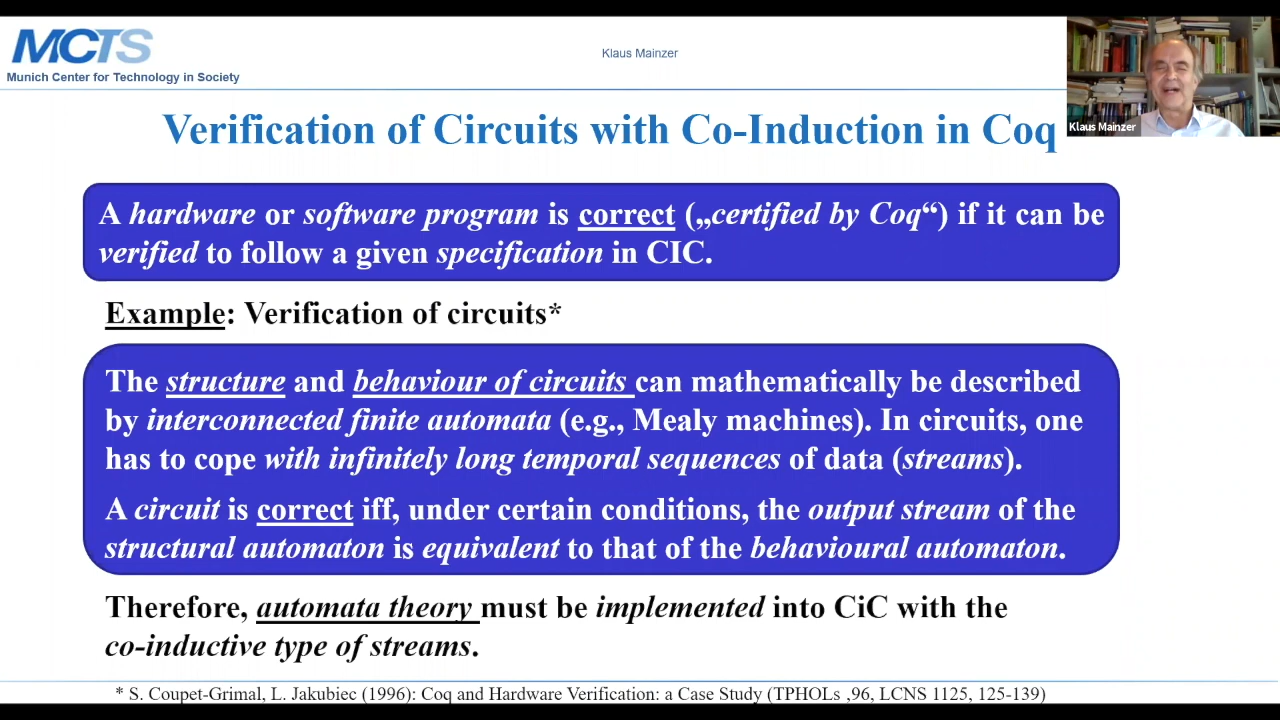 MCTS
Munich Center for Technology in Society
Klaus Mainzer
Klaus Mainzer
Verification of Circuits with Co-Induction in Coq
A hardware or software program is correct („certified by Coq“) if it can be
verified to follow a given specification in CIC.
Example: Verification of circuits*
The structure and behaviour of circuits can mathematically be described
by interconnected finite automata (e.g., Mealy machines). In circuits, one
has to cope with infinitely long temporal sequences of data (streams).
A circuit is correct iff, under certain conditions, the output stream of the
structural automaton is equivalent to that of the behavioural automaton.
Therefore, automata theory must be implemented into CiC with the
co-inductive type of streams.
* S. Coupet-Grimal, L. Jakubiec (1996): Coq and Hardware Verification: a Case Study (TPHOLs ‚96, LCNS 1125, 125-139)